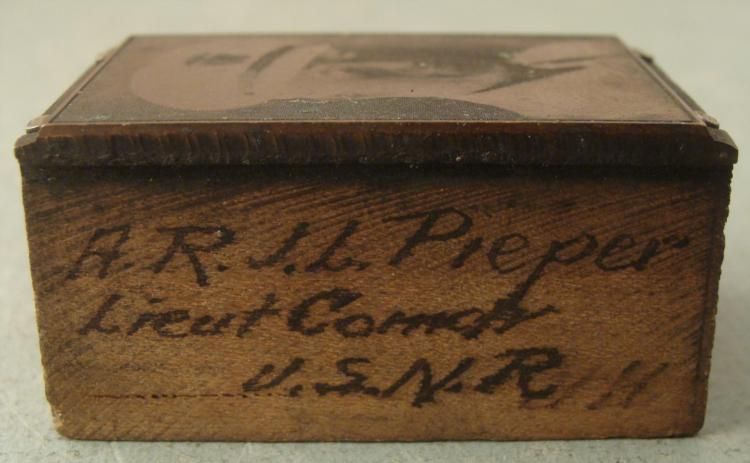 A.R.J.L. Pieper
Lieut Comdr
U.S.N.R